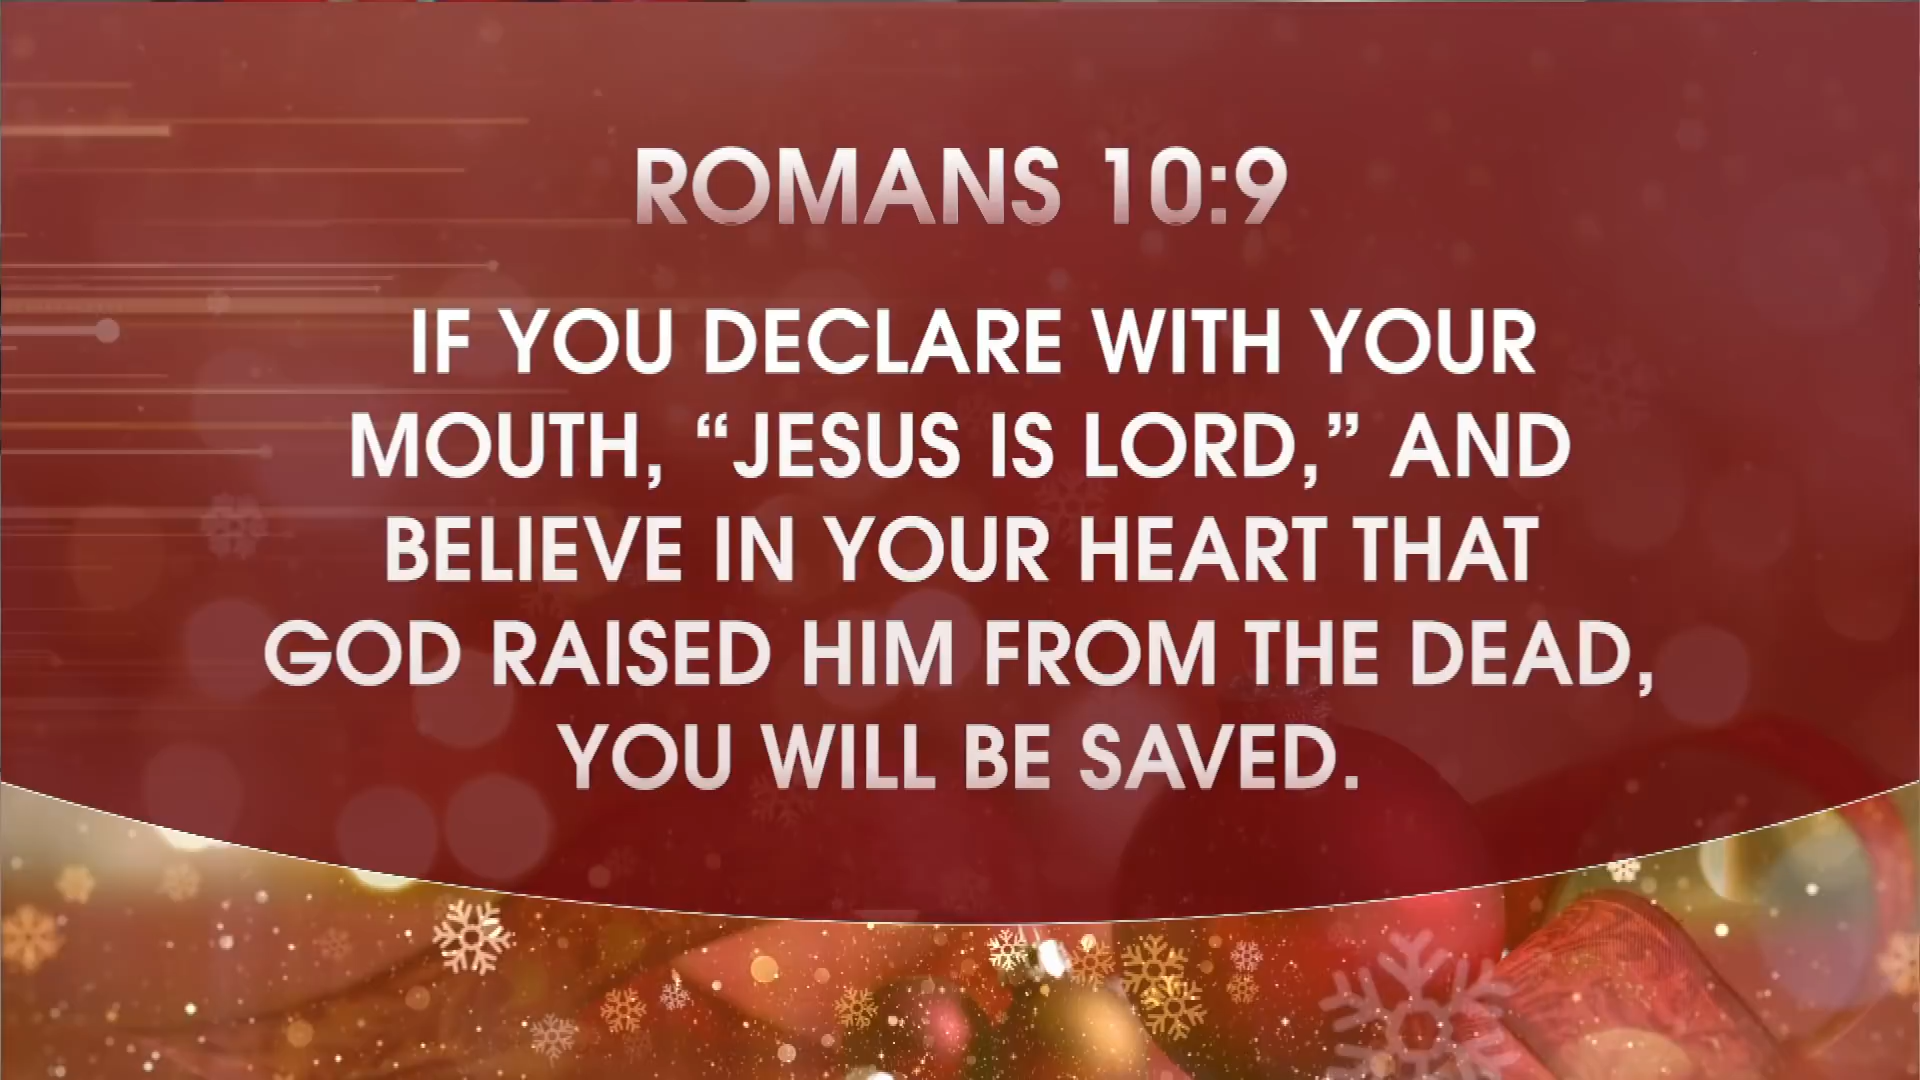 ROMANS 10:9
IF YOU DECLARE WITH YOUR
MOUTH, “JESUS IS LORD,” AND
BELIEVE IN YOUR HEART THAT
GOD RAISED HIM FROM THE DEAD,
YOU WILL BE SAVED.